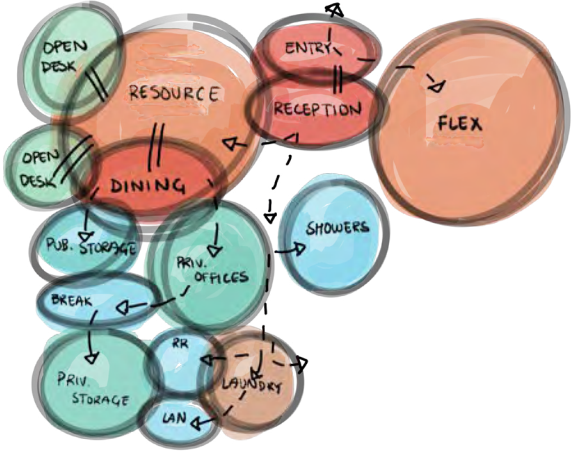 OPEN
DESK
ENTRY
RESOURCE
RECEPTION
FLEX
OPEN
DESK
DINING
PUB. STORAGE
SHOWERS
PRIV.
OFFICES
BREAK
RR
PRIV.
STORAGE
LAUNDRY
LAN